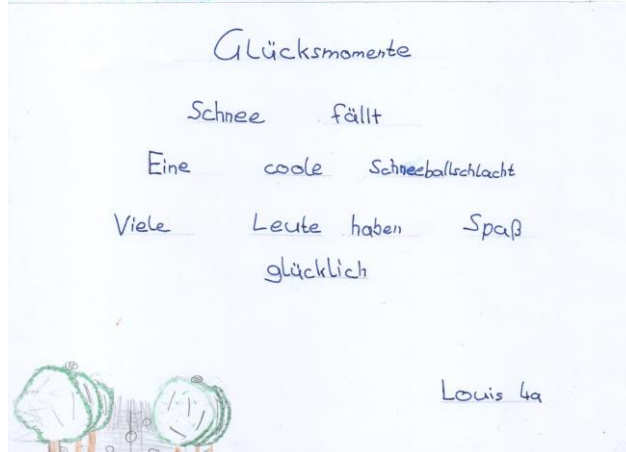 Glücksmomente
Schnee fällt
Eine coole Schneeballschlacht
Viele Leute haben Spaß
glücklich
Louis 4a